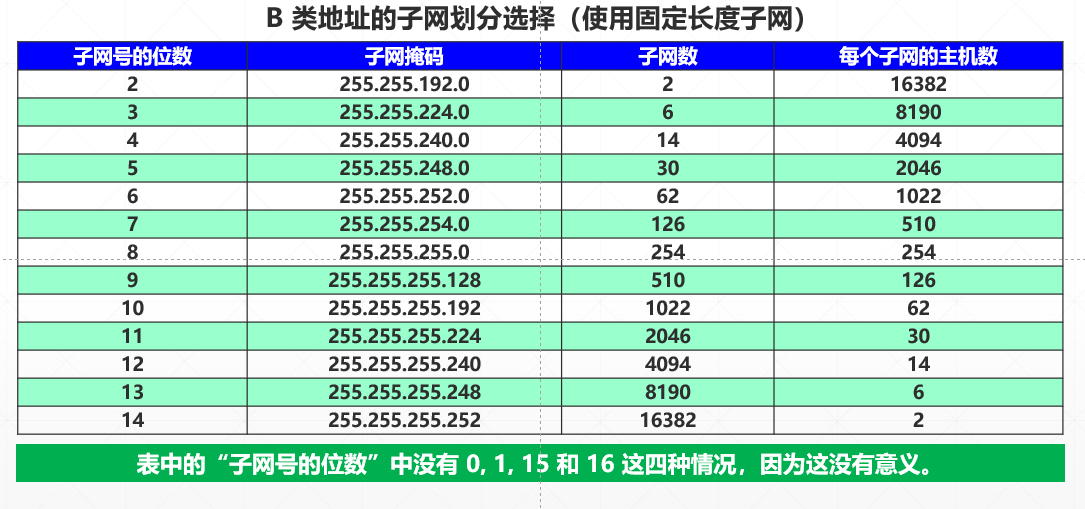 B 类地址的子网划分选择（使用固定长度子网）
子网号的位数 子网掩码 子网数 每个子网的主机数
2 255.255.192.0 2 16382
3 255.255.224.0 6 8190
4 255.255.240.0 14 4094
5 255.255.248.0 30 2046
6 255.255.252.0 62 1022
7 255.255.254.0 126 510
8 255.255.255.0 254 254
9 255.255.255.128 510 126
10 255.255.255.192 1022 62
11 255.255.255.224 2046 30
12 255.255.255.240 4094 14
13 255.255.255.248 8190 6
14 255.255.255.252 16382 2
表中的“子网号的位数”中没有 0, 1, 15 和 16 这四种情况，因为这没有意义。